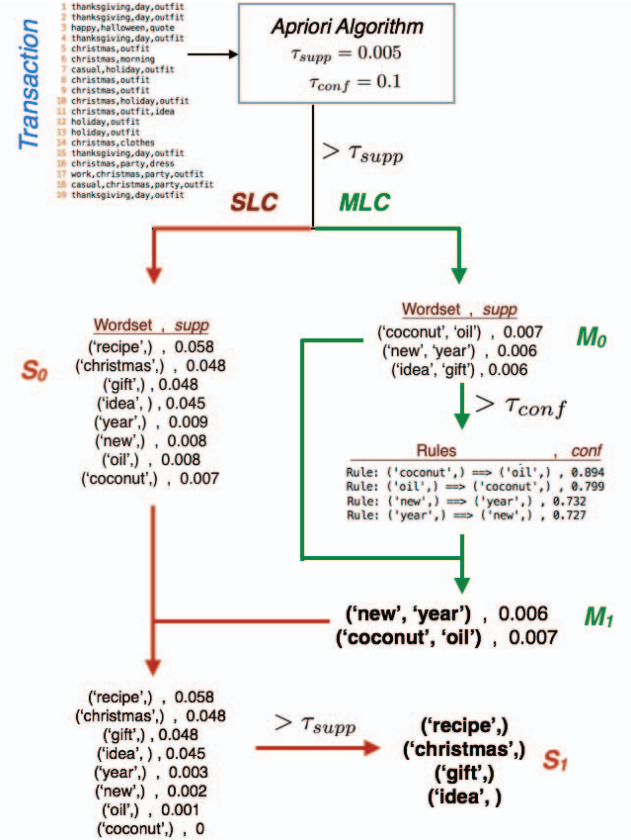 Transaction
1 thanksgiving,day,outfit
2 thanksgiving,day,outfit
3 happy,halloween,quote
4 thanksgiving,day,outfit
5 christmas,outfit
6 christmas,morning
7 casual,holiday,outfit
8 christmas,outfit
9 christmas,outfit
10 christmas,holiday,outfit
11 christmas,outfit,idea
12 holiday,outfit
13 holiday,outfit
14 christmas,clothes
15 thanksgiving,day,outfit
16 christmas,party,dress
17 work,christmas,party,outfit
18 casual,christmas,party,outfit
19 thanksgiving,day,outfit
Apriori Algorithm
τsupp = 0.005
τconf = 0.1
> τsupp
SLC MLC
S0
Wordset , supp
('recipe',) , 0.058
('christmas',) , 0.048
('gift',) , 0.048
('idea', ) , 0.045
('year',) , 0.009
('new',) , 0.008
('oil',) , 0.008
('coconut',) , 0.007
Wordset , supp
('coconut', 'oil') , 0.007
('new', 'year') , 0.006
('idea', 'gift') , 0.006
M0
> τconf
Rules , conf
Rule: ('coconut',) ==> ('oil',) , 0.894
Rule: ('oil',) ==> ('coconut',) , 0.799
Rule: ('new',) ==> ('year',) , 0.732
Rule: ('year',) ==> ('new',) , 0.727
('new', 'year') , 0.006
('coconut', 'oil') , 0.007
M1
('recipe',) , 0.058
('christmas',) , 0.048
('gift',) , 0.048
('idea', ) , 0.045
('year',) , 0.003
('new',) , 0.002
('oil',) , 0.001
('coconut',) , 0
> τsupp
('recipe',)
('christmas',)
('gift',)
('idea', )
S1